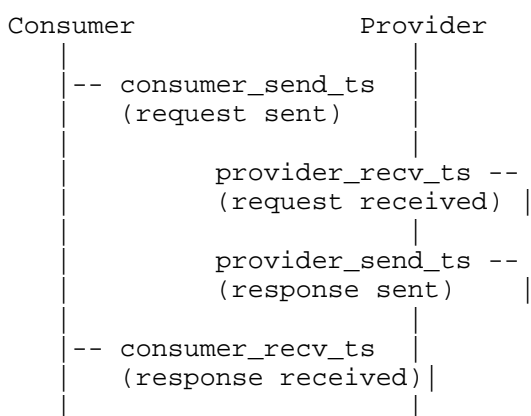 Consumer Provider
-- consumer_send_ts
(request sent)
provider_recv_ts --
(request received)
provider_send_ts --
(response sent)
-- consumer_recv_ts
(response received)